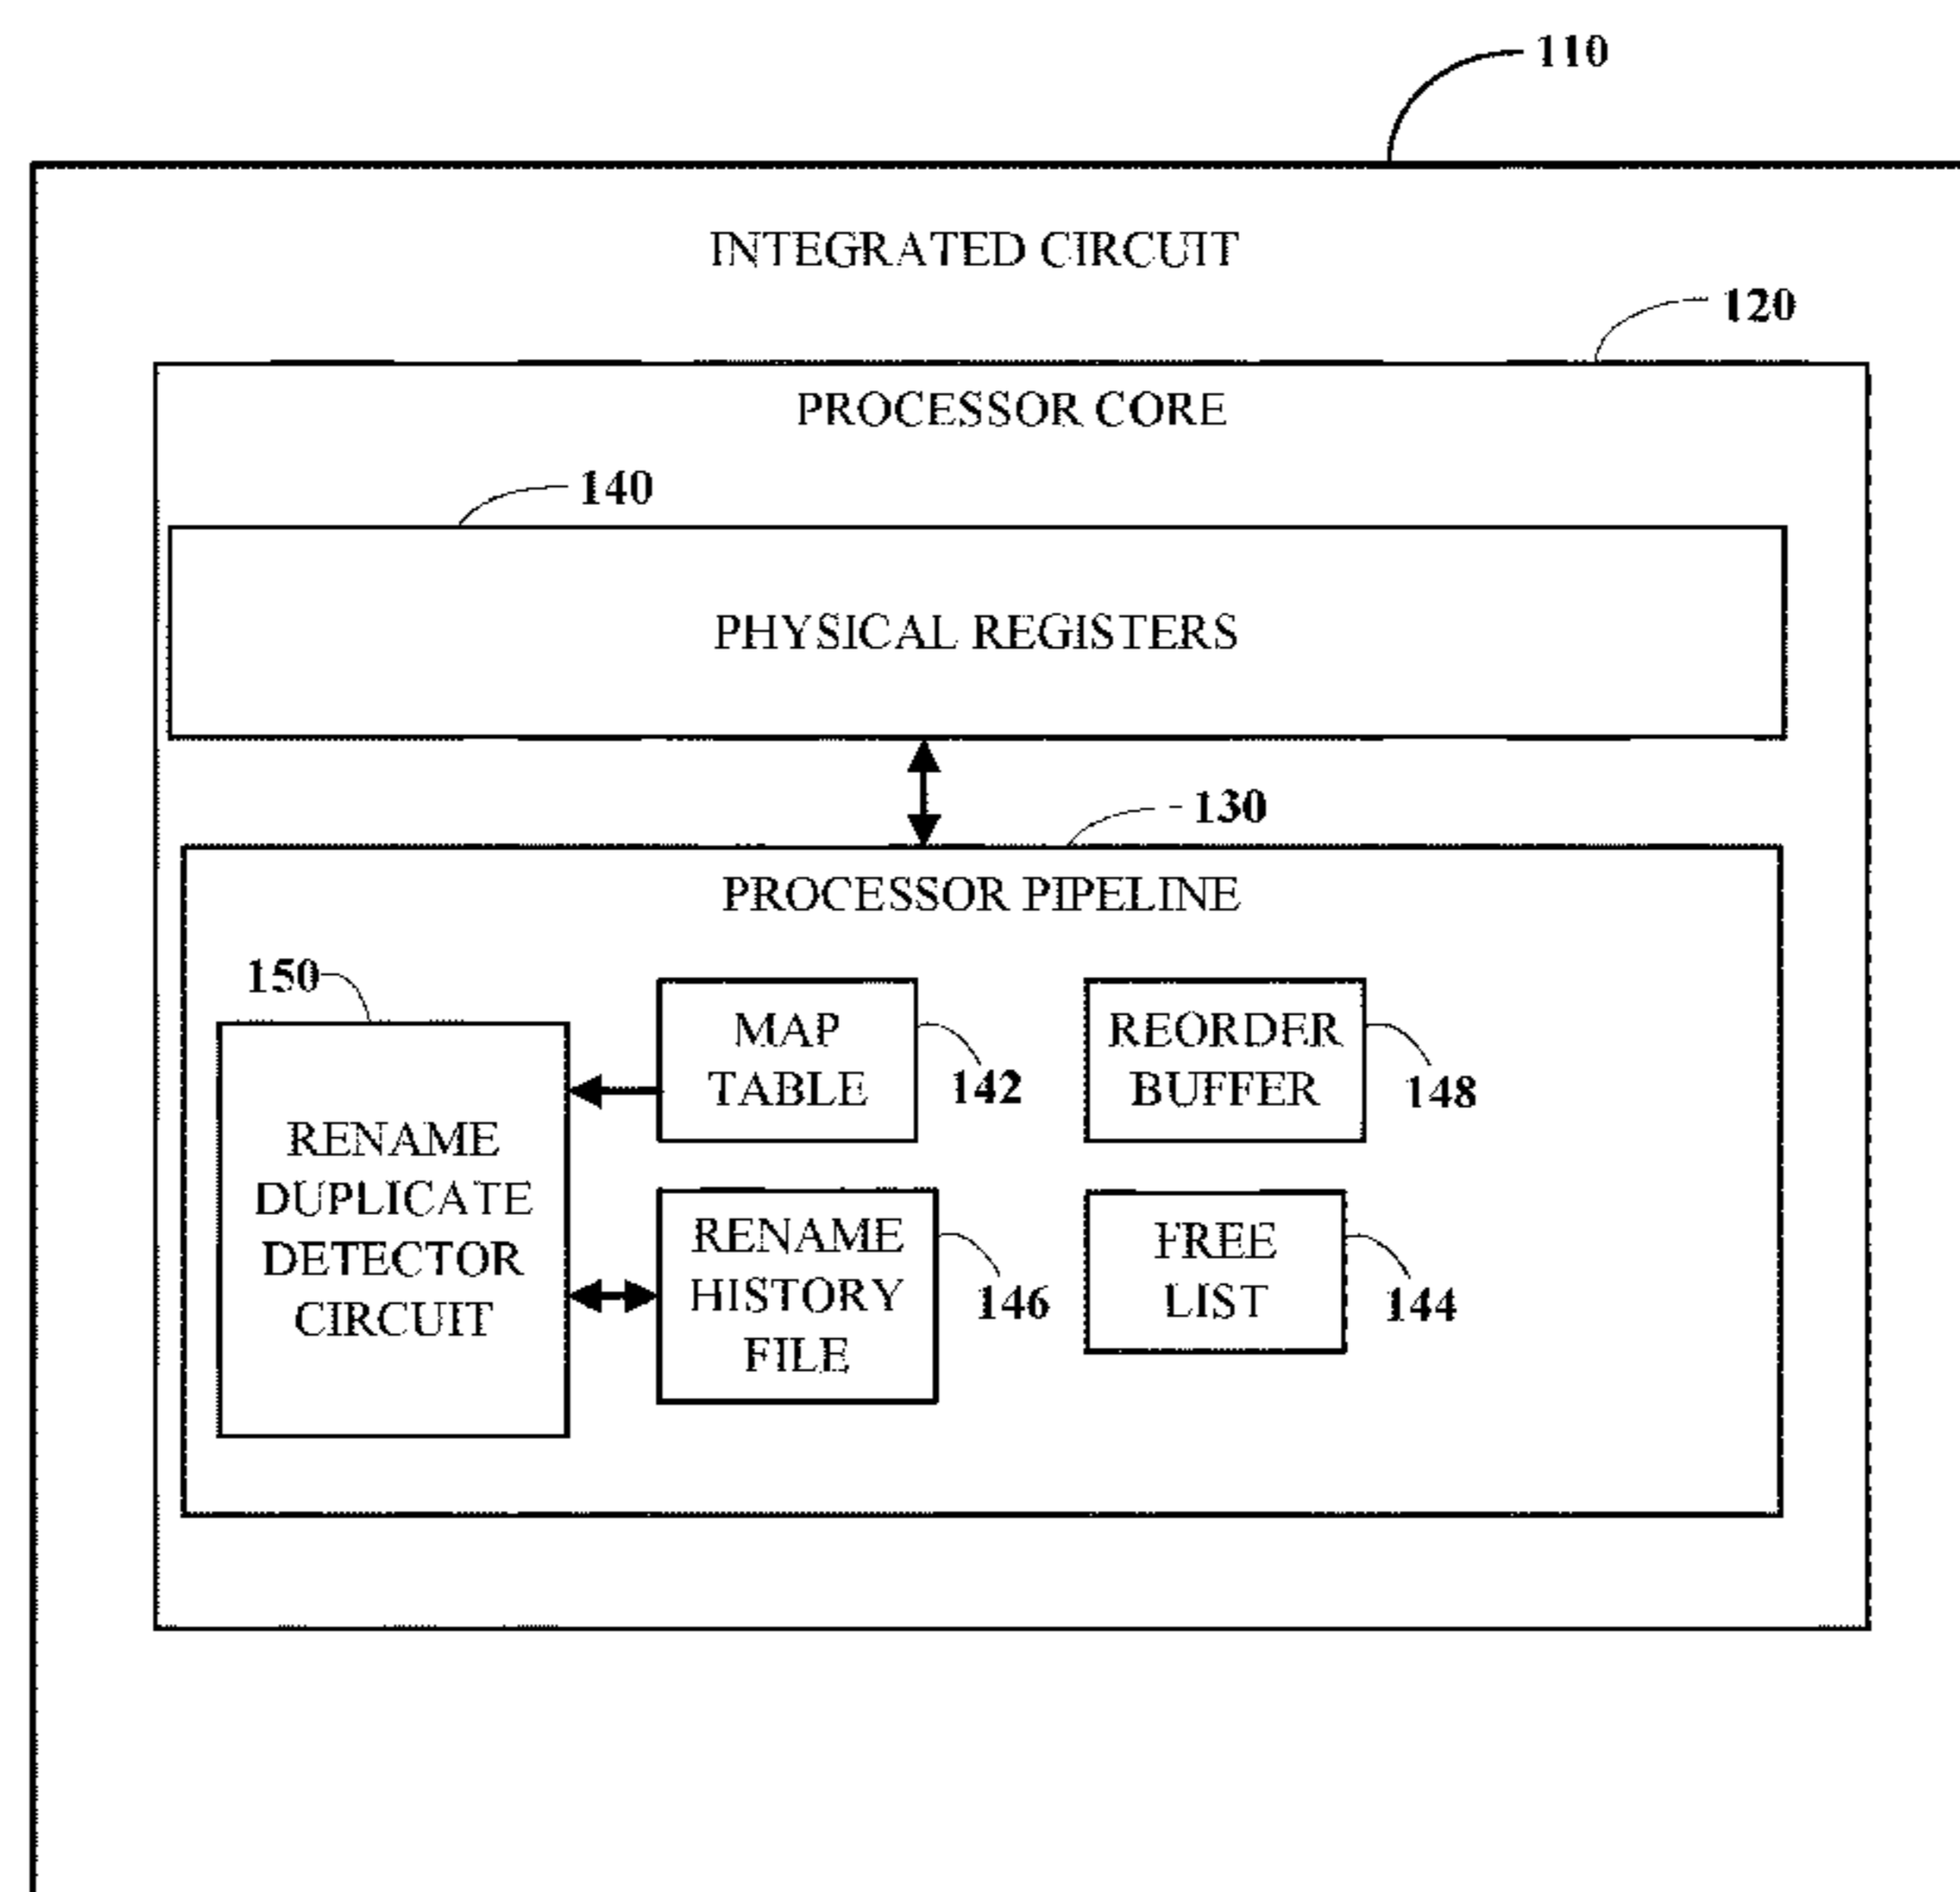 110
INTEGRATED CIRCUIT
120
PROCESSOR CORE
140
PHYSICAL REGISTERS
130
PROCESSOR PIPELINE
150
MAP
TABLE
142
REORDER
BUFFER
148
RENAME
DUPLICATE
DETECTOR
CIRCUIT
RENAME
HISTORY
FILE
146
FREE
LIST
144